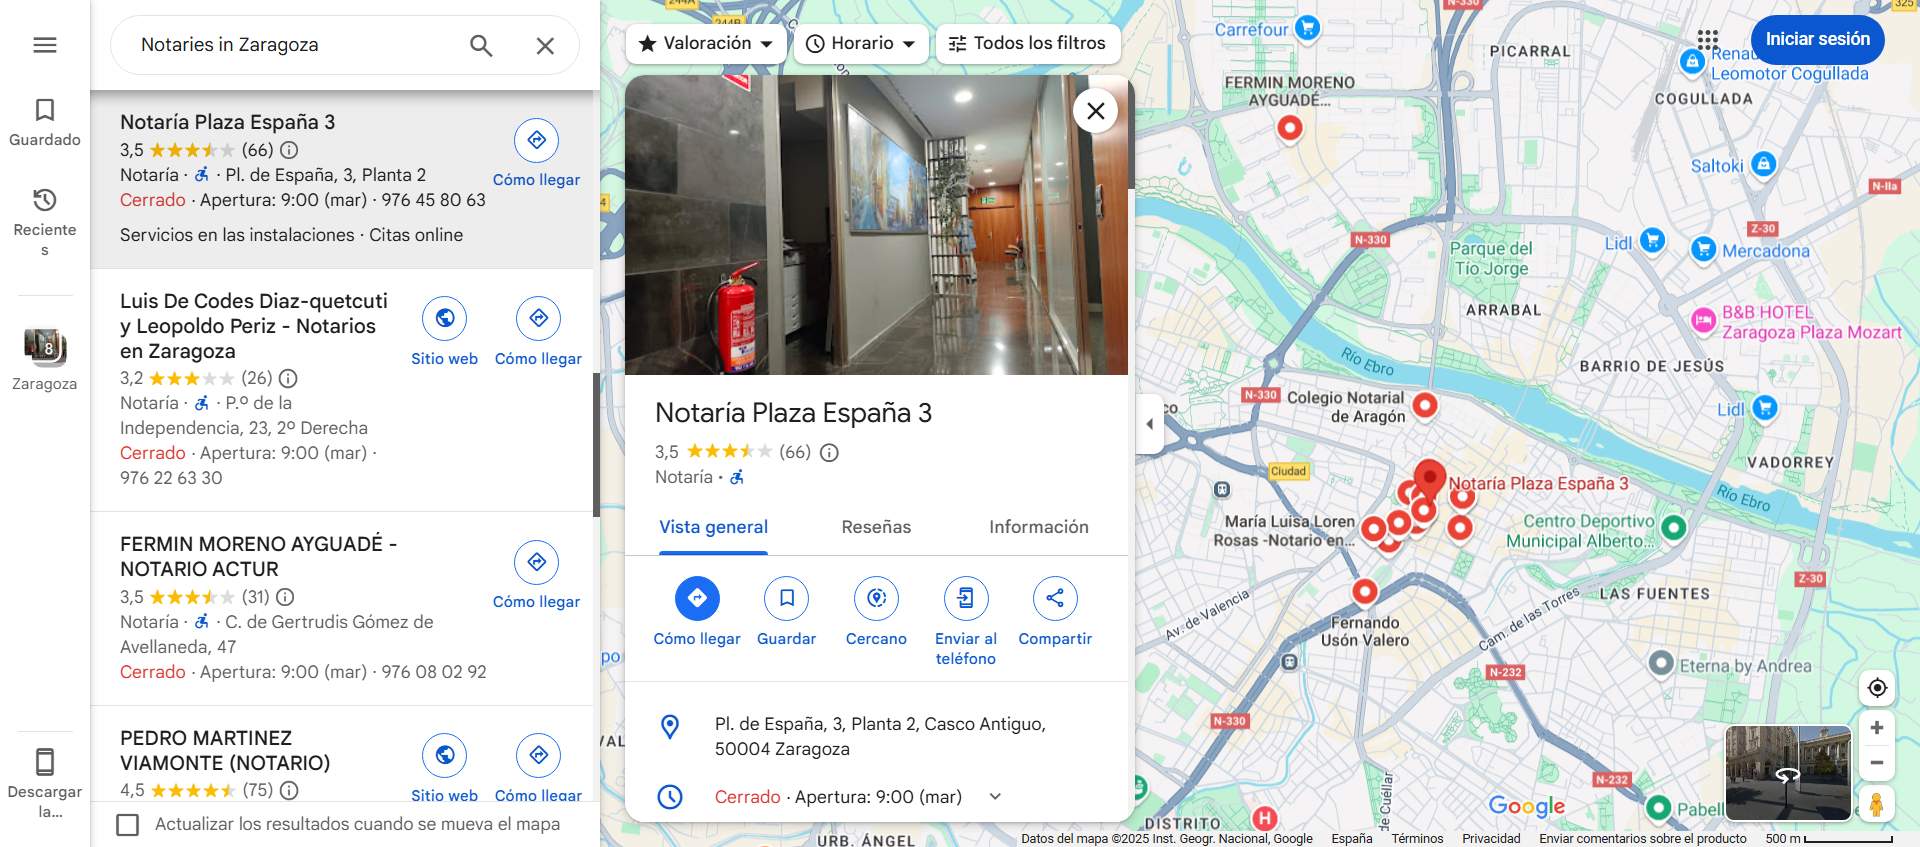 Notaries in Zaragoza
Guardado
Reciente
s
8
Zaragoza
Descargar
la...
Notaría Plaza España 3
3,5 (66)
Notaría · · Pl. de España, 3, Planta 2
Cerrado · Apertura: 9:00 (mar) · 976 45 80 63
Servicios en las instalaciones · Citas online
Cómo llegar
Luis De Codes Diaz-quetcuti
y Leopoldo Periz - Notarios
en Zaragoza
3,2 (26)
Notaría · · P.º de la
Independencia, 23, 2º Derecha
Cerrado · Apertura: 9:00 (mar) ·
976 22 63 30
Sitio web
Cómo llegar
FERMIN MORENO AYGUADÉ -
NOTARIO ACTUR
3,5 (31)
Notaría · · C. de Gertrudis Gómez de
Avellaneda, 47
Cerrado · Apertura: 9:00 (mar) · 976 08 02 92
Cómo llegar
PEDRO MARTINEZ
VIAMONTE (NOTARIO)
4,5 (75)
Sitio web
Cómo llegar
Actualizar los resultados cuando se mueva el mapa
Valoración
Horario
Todos los filtros
Notaría Plaza España 3
3,5 (66)
Notaría ·
Vista general
Reseñas
Información
Cómo llegar
Guardar
Cercano
Enviar al
teléfono
Compartir
Pl. de España, 3, Planta 2, Casco Antiguo,
50004 Zaragoza
Cerrado · Apertura: 9:00 (mar)
Iniciar sesión
244A
244B
N-330
325
Carrefour
PICARRAL
Renau
Leomotor Cogullada
COGULLADA
FERMIN MORENO
AYGUADÉ...
Saltoki
N-IIa
N-330
Parque del
Tío Jorge
Lidl
Z-30
Mercadona
ARRABAL
B&B HOTEL
Zaragoza Plaza Mozart
Río Ebro
BARRIO DE JESÚS
N-330
Colegio Notarial
de Aragón
co
Lidl
Ciudad
VADORREY
Notaría Plaza España 3
Río Ebro
María Luisa Loren
Rosas -Notario en...
Centro Deportivo
Municipal Alberto...
Z-30
LAS FUENTES
Av. de Valencia
Fernando
Usón Valero
Cam. de las Torres
po
N-232
Eterna by Andrea
N-330
VAL
N-232
de Cuéllar
Google
Pabel
DISTRITO
H
URB. ÁNGEL
Datos del mapa ©2025 Inst. Geogr. Nacional, Google
España
Términos
Privacidad
Enviar comentarios sobre el producto
500 m